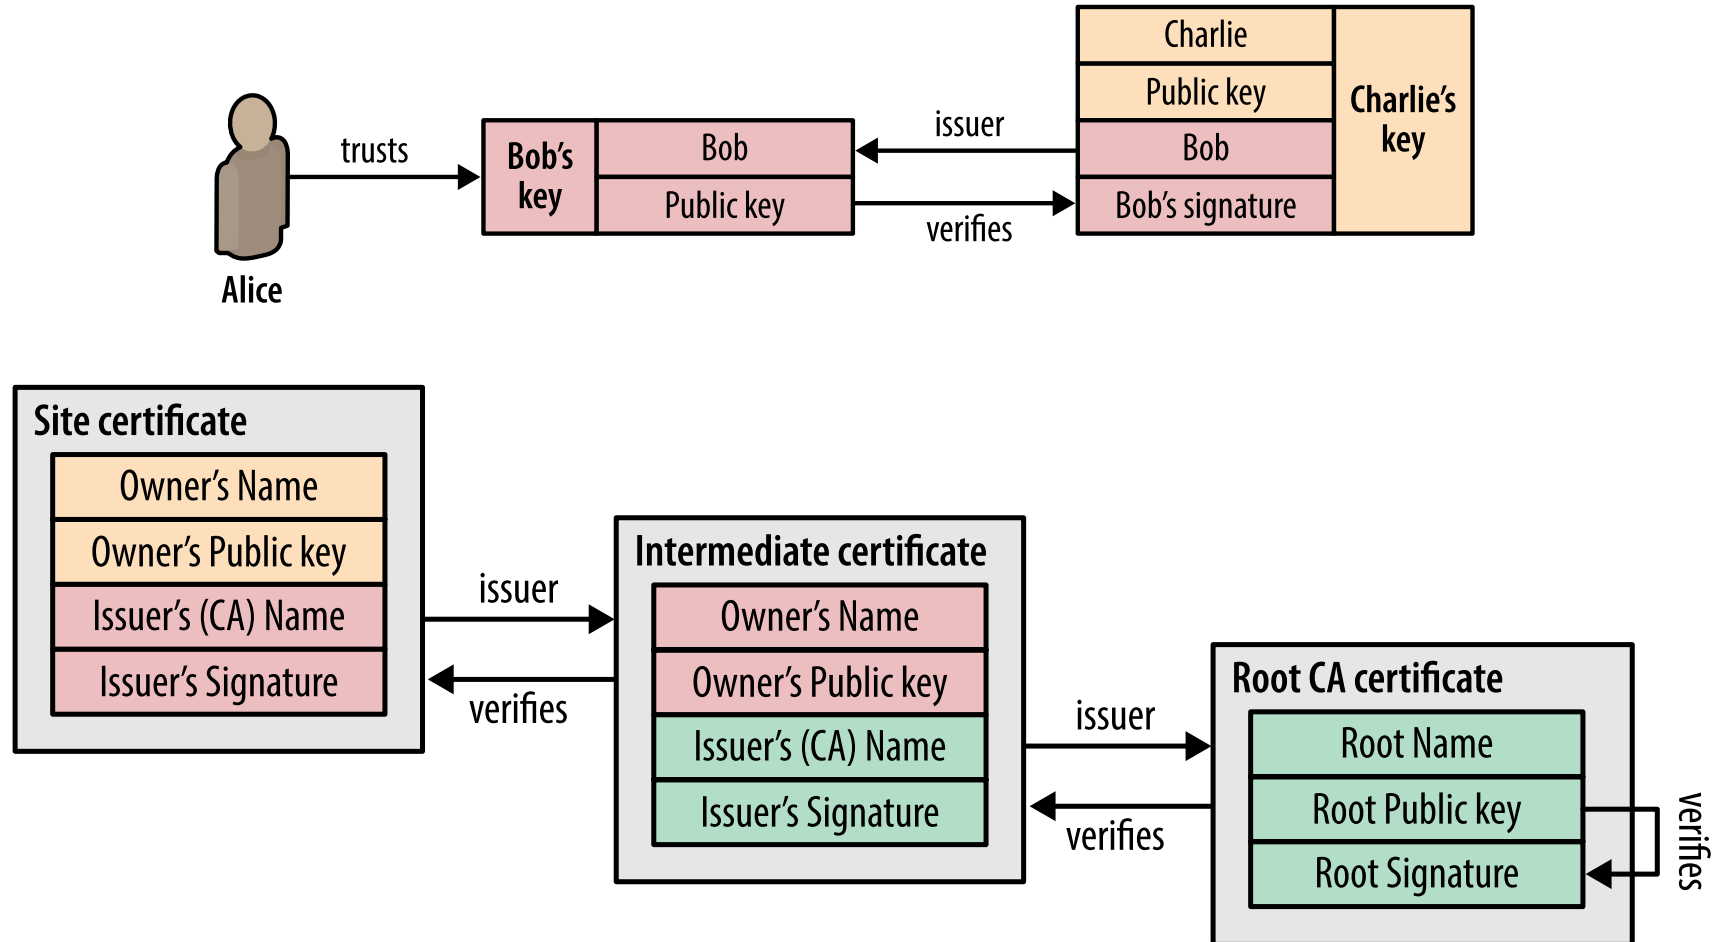 Alice
trusts
Bob's
key
Bob
Public key
issuer
verifies
Charlie
Public key
Bob
Bob's signature
Charlie's
key
Site certificate
Owner's Name
Owner's Public key
Issuer's (CA) Name
Issuer's Signature
issuer
verifies
Intermediate certificate
Owner's Name
Owner's Public key
Issuer's (CA) Name
Issuer's Signature
issuer
verifies
Root CA certificate
Root Name
Root Public key
Root Signature
verifies